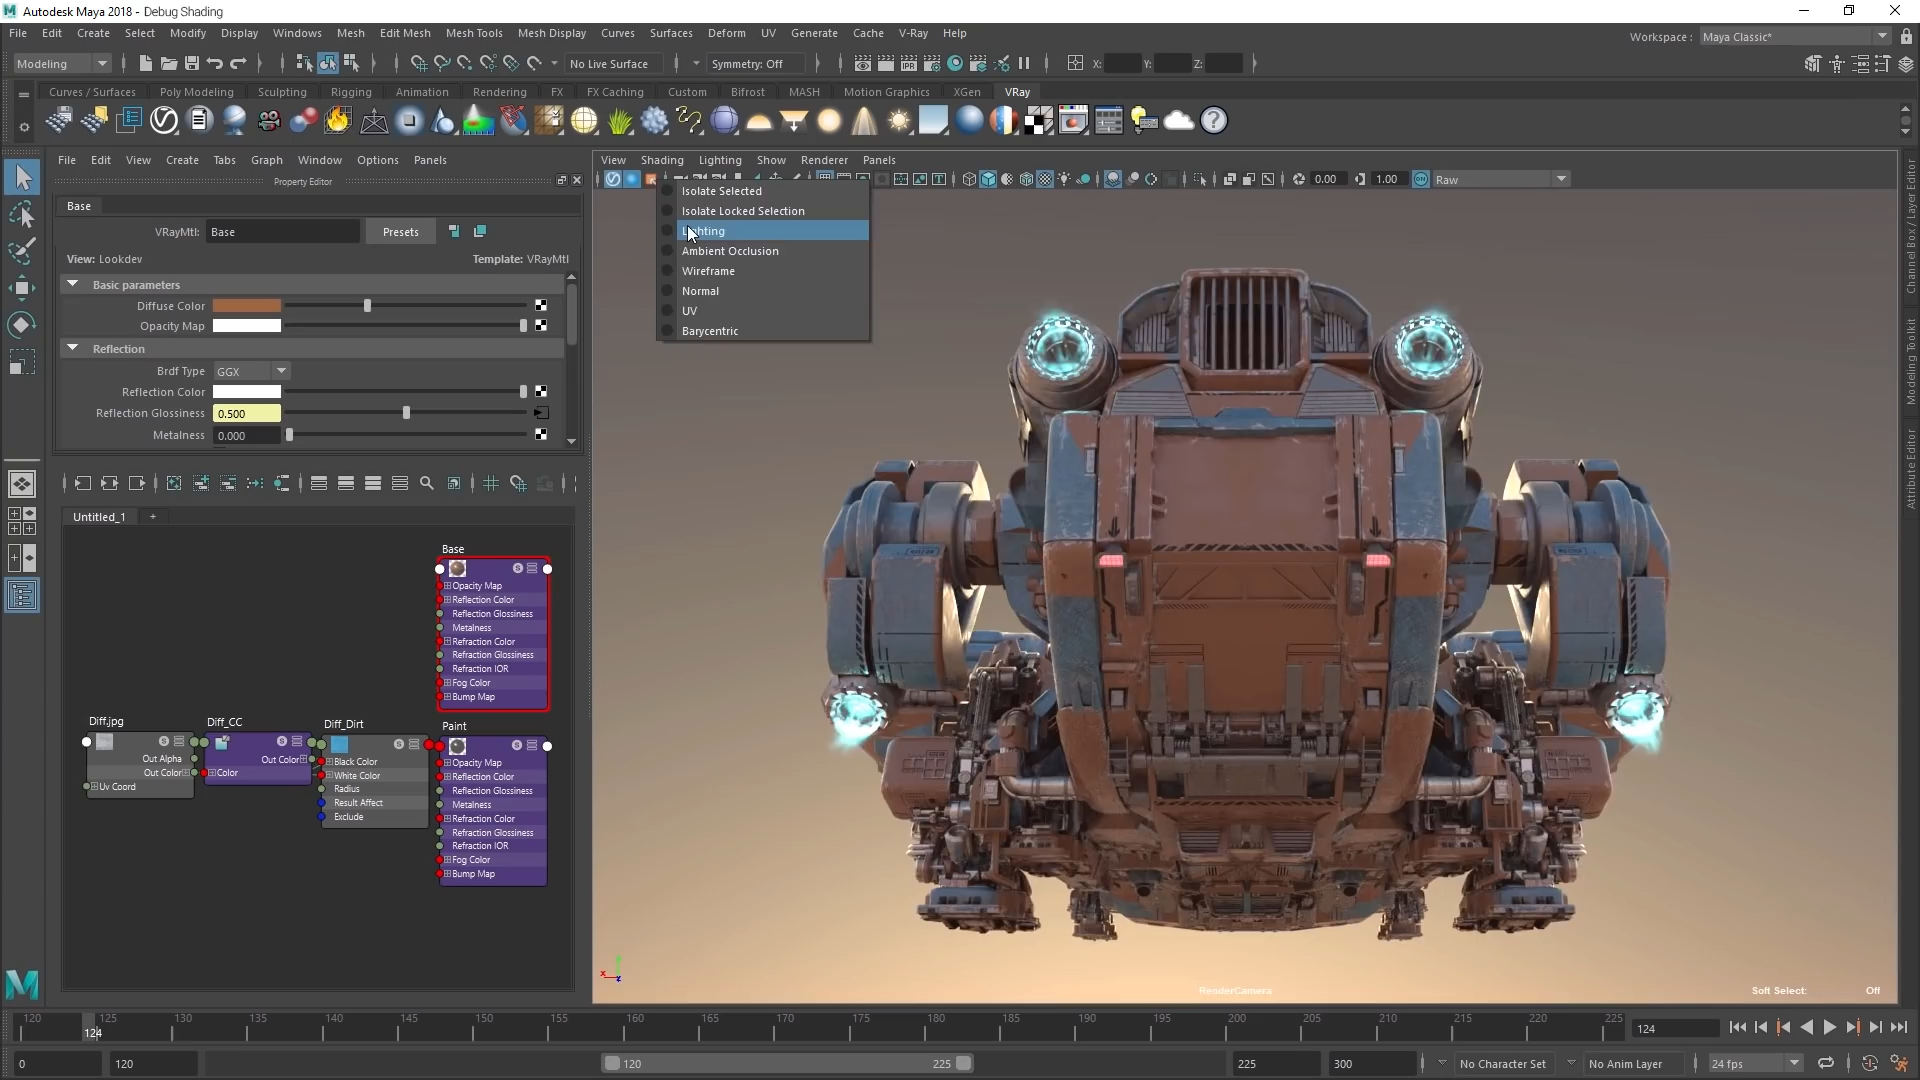 Autodesk Maya 2018 - Debug Shading
File Edit Create Select Modify Display Windows Mesh Edit Mesh Mesh Tools Mesh Display Curves Surfaces Deform UV Generate Cache V-Ray Help
Workspace : Maya Classic*
Modeling No Live Surface Symmetry: Off X: Y: Z:
Curves / Surfaces Poly Modeling Sculpting Rigging Animation Rendering FX FX Caching Custom Bifrost MASH Motion Graphics XGen VRay
File Edit View Create Tabs Graph Window Options Panels
Property Editor
Base
VRayMtl: Base Presets
View: Lookdev Template: VRayMtl
Basic parameters
Diffuse Color
Opacity Map
Reflection
Brdf Type GGX
Reflection Color
Reflection Glossiness 0.500
Metalness 0.000
Untitled_1 +
Base
Opacity Map
Reflection Color
Reflection Glossiness
Metalness
Refraction Color
Refraction Glossiness
Refraction IOR
Fog Color
Bump Map
Diff.jpg
Out Alpha
Out Color
Uv Coord
Diff_CC
Out Color
Color
Diff_Dirt
Black Color
White Color
Radius
Result Affect
Exclude
Paint
Opacity Map
Reflection Color
Reflection Glossiness
Metalness
Refraction Color
Refraction Glossiness
Refraction IOR
Fog Color
Bump Map
View Shading Lighting Show Renderer Panels
0.00 1.00 Raw
Isolate Selected
Isolate Locked Selection
Lighting
Ambient Occlusion
Wireframe
Normal
UV
Barycentric
RenderCamera
Soft Select: Off
Channel Box / Layer Editor
Modeling Toolkit
Attribute Editor
120 125 130 135 140 145 150 155 160 165 170 175 180 185 190 195 200 205 210 215 220 225
124
124
0 120 120 225 225 300 No Character Set No Anim Layer 24 fps